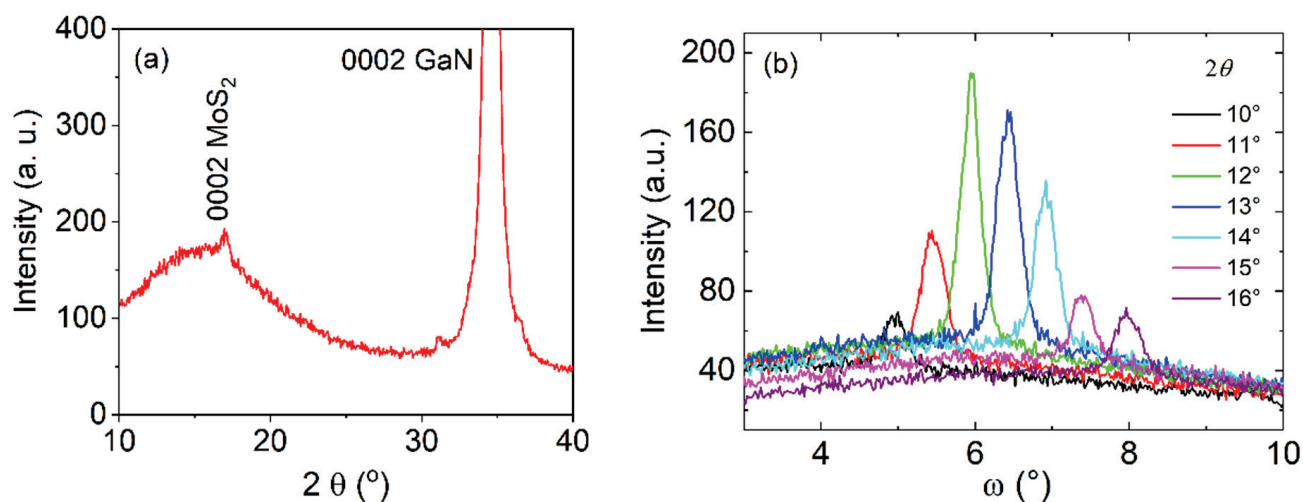 (a)
0002 GaN
0002 MoS₂
Intensity (a. u.)
400
300
200
100
0
10
20
30
40
2 θ (°)
(b)
2θ
10°
11°
12°
13°
14°
15°
16°
Intensity (a.u.)
200
160
120
80
40
4
6
8
10
ω (°)